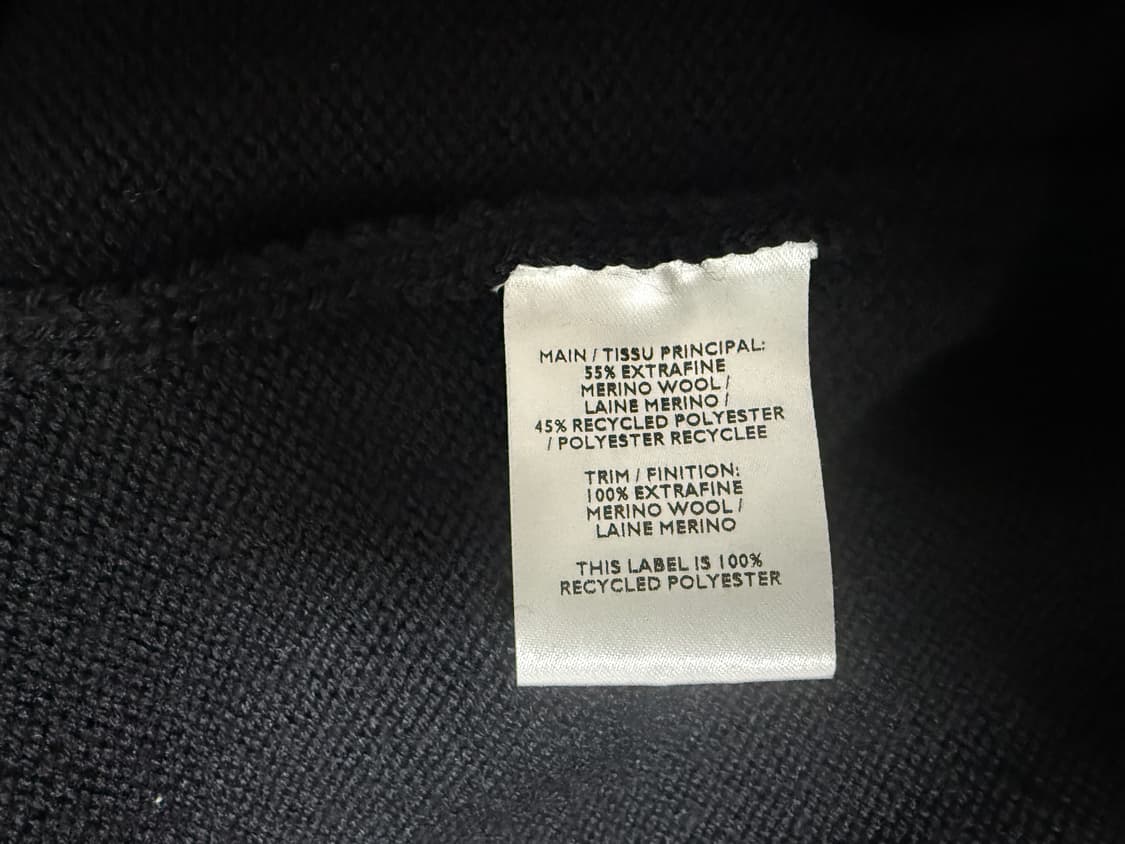 MAIN / TISSU PRINCIPAL:
55% EXTRAFINE
MERINO WOOL /
LAINE MERINO /
45% RECYCLED POLYESTER
/ POLYESTER RECYCLEE
TRIM / FINITION:
100% EXTRAFINE
MERINO WOOL /
LAINE MERINO
THIS LABEL IS 100%
RECYCLED POLYESTER